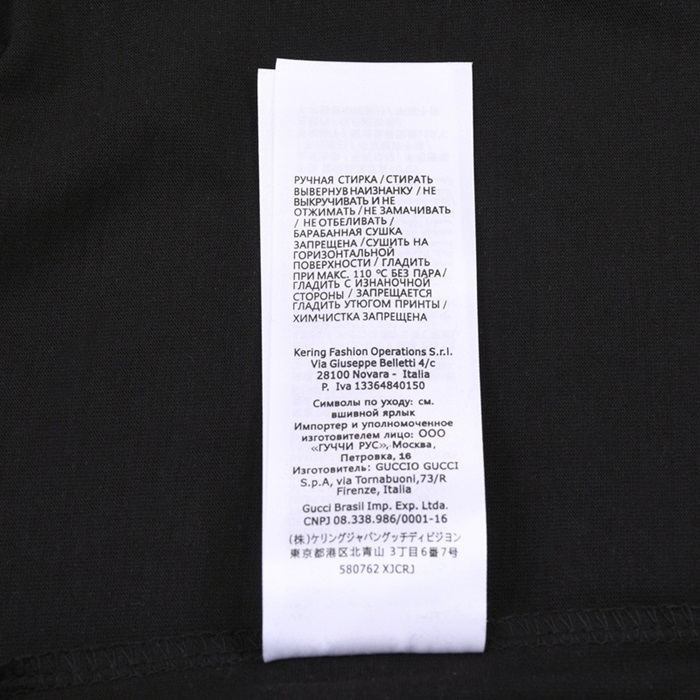 РУЧНАЯ СТИРКА / СТИРАТЬ
ВЫВЕРНУВ НАИЗНАНКУ / НЕ
ВЫКРУЧИВАТЬ И НЕ
ОТЖИМАТЬ / НЕ ЗАМАЧИВАТЬ
/ НЕ ОТБЕЛИВАТЬ /
БАРАБАННАЯ СУШКА
ЗАПРЕЩЕНА / СУШИТЬ НА
ГОРИЗОНТАЛЬНОЙ
ПОВЕРХНОСТИ / ГЛАДИТЬ
ПРИ МАКС. 110 °C БЕЗ ПАРА /
ГЛАДИТЬ С ИЗНАНОЧНОЙ
СТОРОНЫ / ЗАПРЕЩАЕТСЯ
ГЛАДИТЬ УТЮГОМ ПРИНТЫ /
ХИМЧИСТКА ЗАПРЕЩЕНА
Kering Fashion Operations S.r.l.
Via Giuseppe Belletti 4/c
28100 Novara - Italia
P. Iva 13364840150
Символы по уходу: см.
вшивной ярлык
Импортер и уполномоченное
изготовителем лицо: ООО
«ГУЧЧИ РУС», Москва,
Петровка, 16
Изготовитель: GUCCIO GUCCI
S.p.A, via Tornabuoni,73/R
Firenze, Italia
Gucci Brasil Imp. Exp. Ltda.
CNPJ 08.338.986/0001-16
(株)ケリングジャパングッチディビジョン
東京都港区北青山 3丁目6番7号
580762 XJCRJ